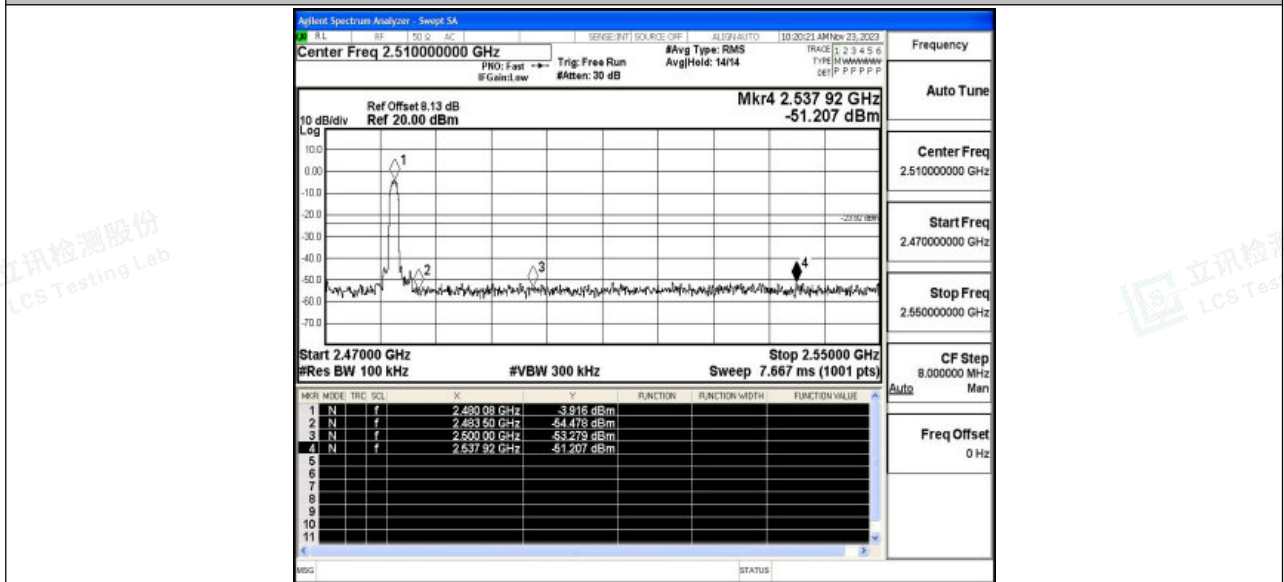 Agilent Spectrum Analyzer - Swept SA
RL RF 50 Ω AC SENSE:INT SOURCE OFF ALIGNAUTO 10:20:21 AM Nov 23, 2023
Center Freq 2.510000000 GHz
PNO: Fast
IFGain:Low
Trig: Free Run
#Atten: 30 dB
#Avg Type: RMS
Avg|Hold: 14/14
TRACE 1 2 3 4 5 6
TYPE M WWWWW
DET P P P P P P
Ref Offset 8.13 dB
Ref 20.00 dBm
10 dB/div
Log
Mkr4 2.537 92 GHz
-51.207 dBm
10.0
0.00
-10.0
-20.0
-30.0
-40.0
-50.0
-60.0
-70.0
1
2
3
4
-23.92 dBm
Start 2.47000 GHz
Stop 2.55000 GHz
#Res BW 100 kHz
#VBW 300 kHz
Sweep 7.667 ms (1001 pts)
MKR MODE TRC SCL X Y FUNCTION FUNCTION WIDTH FUNCTION VALUE
1 N f 2.480 08 GHz -3.916 dBm
2 N f 2.483 50 GHz -54.478 dBm
3 N f 2.500 00 GHz -53.279 dBm
4 N f 2.537 92 GHz -51.207 dBm
5
6
7
8
9
10
11
MSG
STATUS
Frequency
Auto Tune
Center Freq
2.510000000 GHz
Start Freq
2.470000000 GHz
Stop Freq
2.550000000 GHz
CF Step
8.000000 MHz
Auto Man
Freq Offset
0 Hz
立讯检测股份
LCS Testing Lab
立讯检
LCS Tes